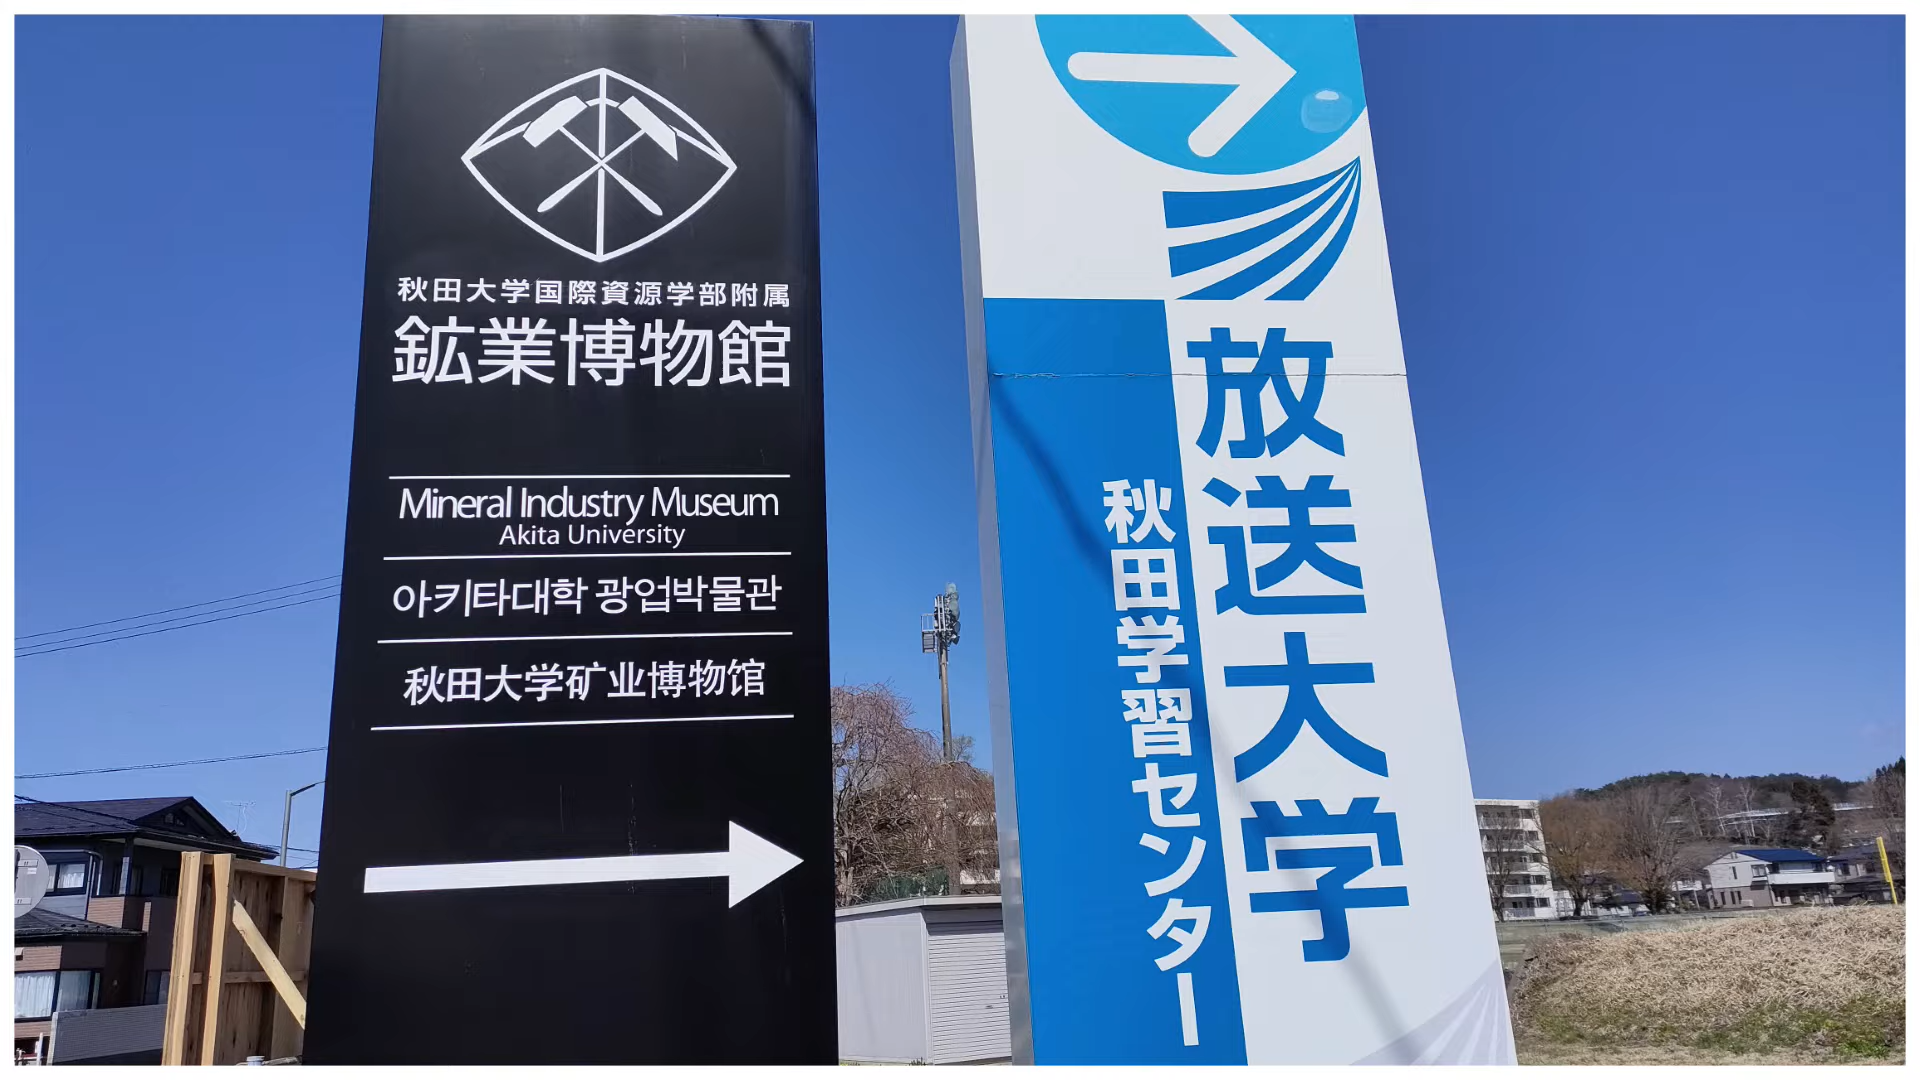 秋田大学国際資源学部附属
鉱業博物館
Mineral Industry Museum
Akita University
아키타대학 광업박물관
秋田大学矿业博物馆
放送大学
秋田学習センター